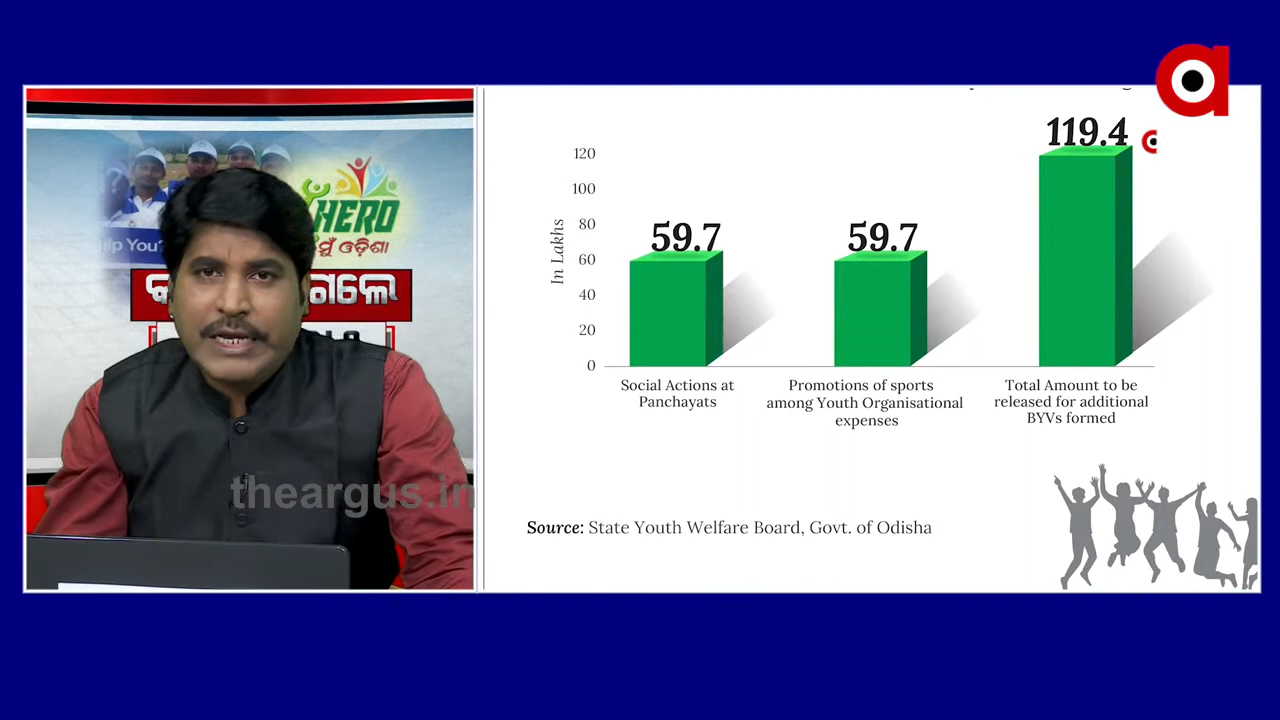 HERO
ମୁଁ ଓଡ଼ିଶା
You?
ଗଲେ
theargus.in
In Lakhs
120
100
80
60
40
20
0
59.7
59.7
119.4
Social Actions at
Panchayats
Promotions of sports
among Youth Organisational
expenses
Total Amount to be
released for additional
BYVs formed
Source: State Youth Welfare Board, Govt. of Odisha